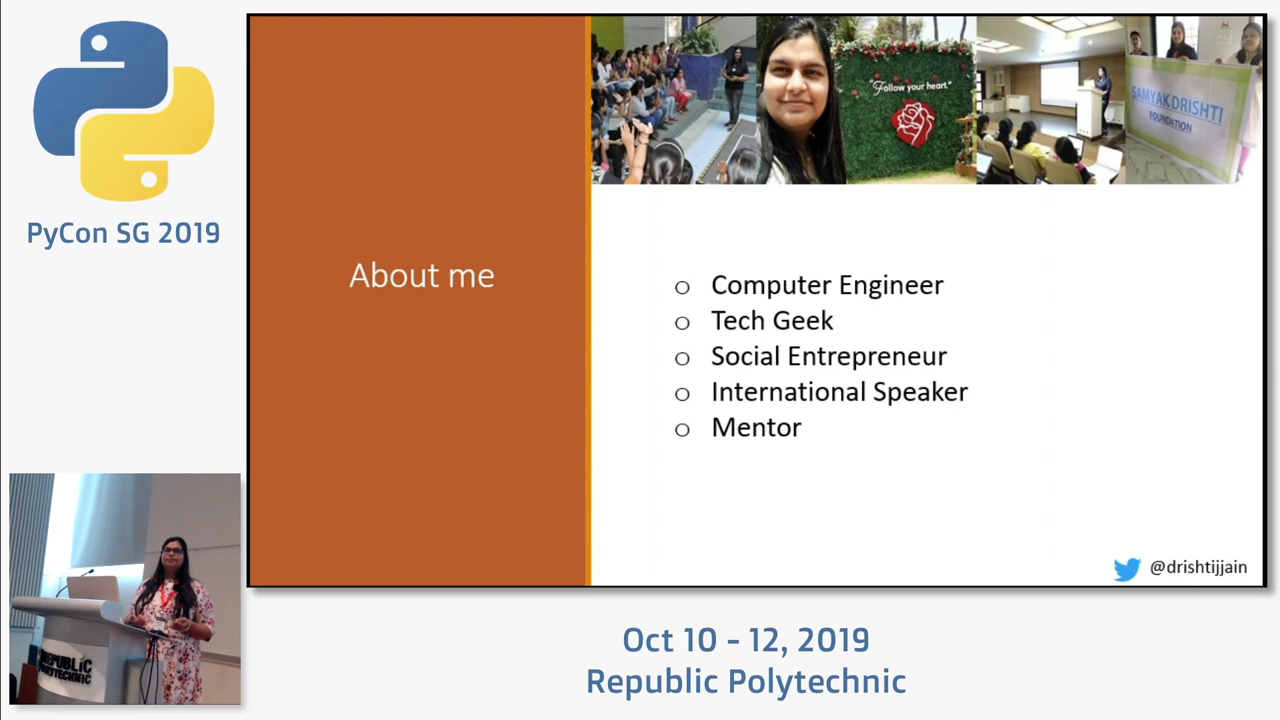 PyCon SG 2019
"Follow your heart."
SAMYAK DRISHTI
FOUNDATION
About me
Computer Engineer
Tech Geek
Social Entrepreneur
International Speaker
Mentor
@drishtijjain
REPUBLIC
POLYTECHNIC
Oct 10 - 12, 2019
Republic Polytechnic